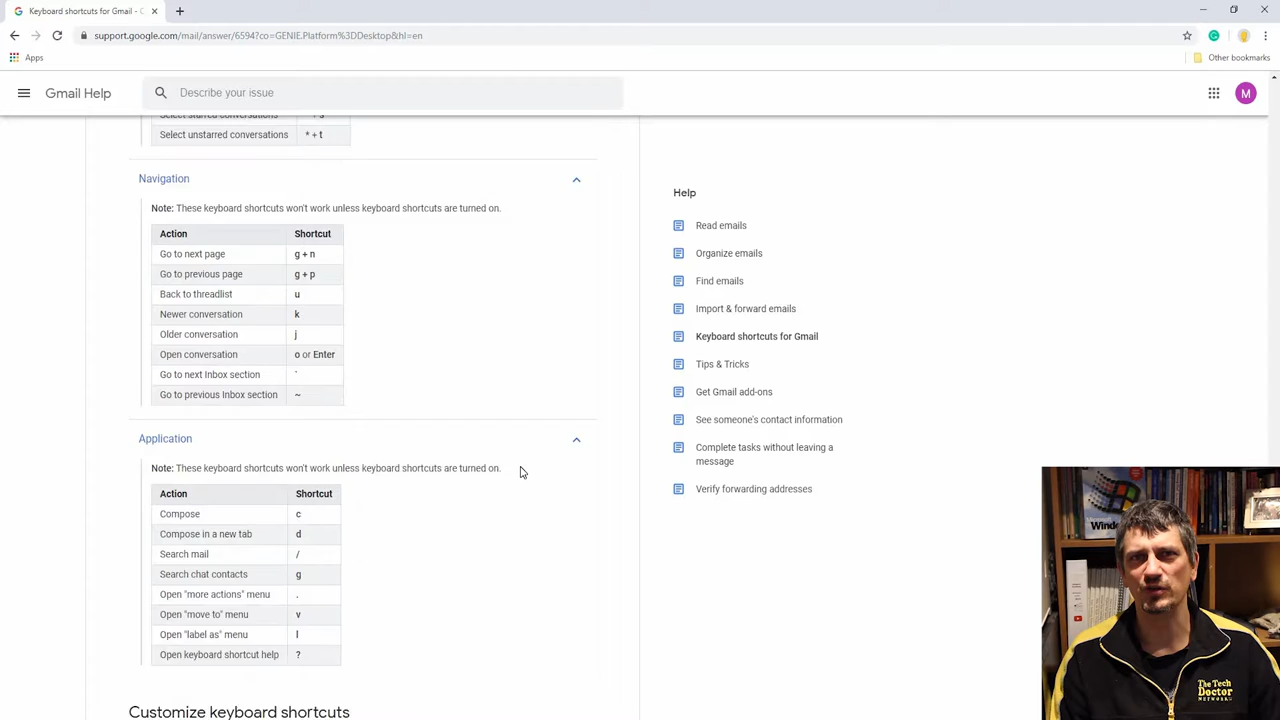 Keyboard shortcuts for Gmail - C
support.google.com/mail/answer/6594?co=GENIE.Platform%3DDesktop&hl=en
Apps
Other bookmarks
Gmail Help
Describe your issue
M
Select starred conversations * + s
Select unstarred conversations * + t
Navigation
Note: These keyboard shortcuts won't work unless keyboard shortcuts are turned on.
Action Shortcut
Go to next page g + n
Go to previous page g + p
Back to threadlist u
Newer conversation k
Older conversation j
Open conversation o or Enter
Go to next Inbox section `
Go to previous Inbox section ~
Application
Note: These keyboard shortcuts won't work unless keyboard shortcuts are turned on.
Action Shortcut
Compose c
Compose in a new tab d
Search mail /
Search chat contacts g
Open "more actions" menu .
Open "move to" menu v
Open "label as" menu l
Open keyboard shortcut help ?
Customize keyboard shortcuts
Help
Read emails
Organize emails
Find emails
Import & forward emails
Keyboard shortcuts for Gmail
Tips & Tricks
Get Gmail add-ons
See someone's contact information
Complete tasks without leaving a
message
Verify forwarding addresses
Windo
The Tech
Doctor
NETWORK